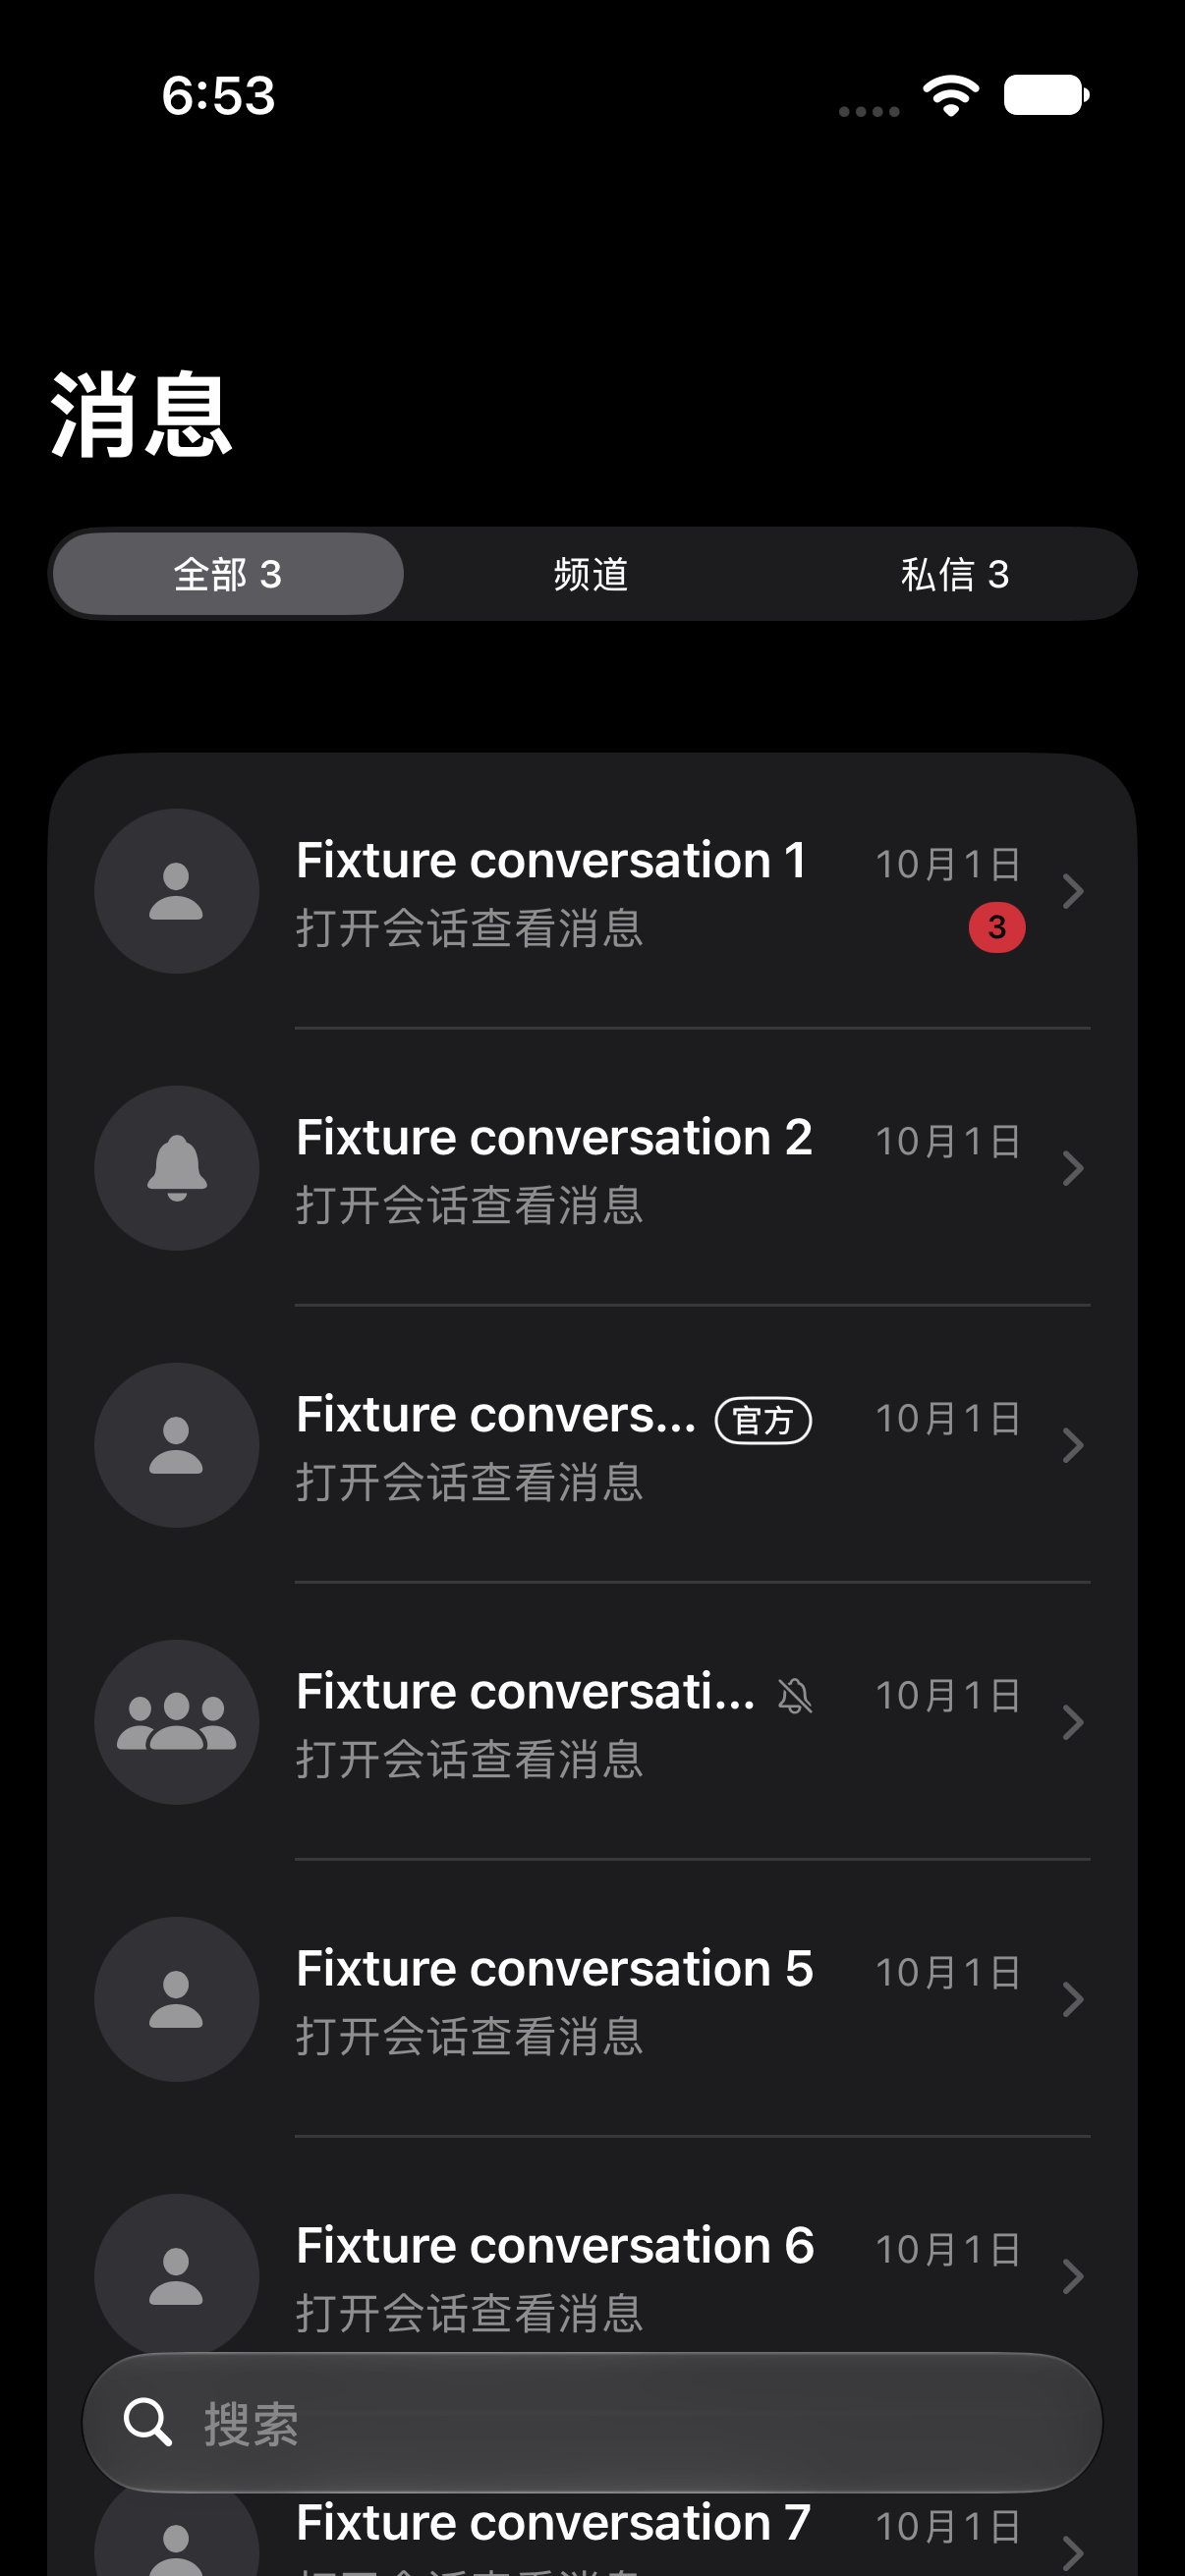 6:53
消息
全部 3
频道
私信 3
Fixture conversation 1
10月1日
打开会话查看消息
3
Fixture conversation 2
10月1日
打开会话查看消息
Fixture convers...
官方
10月1日
打开会话查看消息
Fixture conversati...
10月1日
打开会话查看消息
Fixture conversation 5
10月1日
打开会话查看消息
Fixture conversation 6
10月1日
打开会话查看消息
搜索
Fixture conversation 7
10月1日